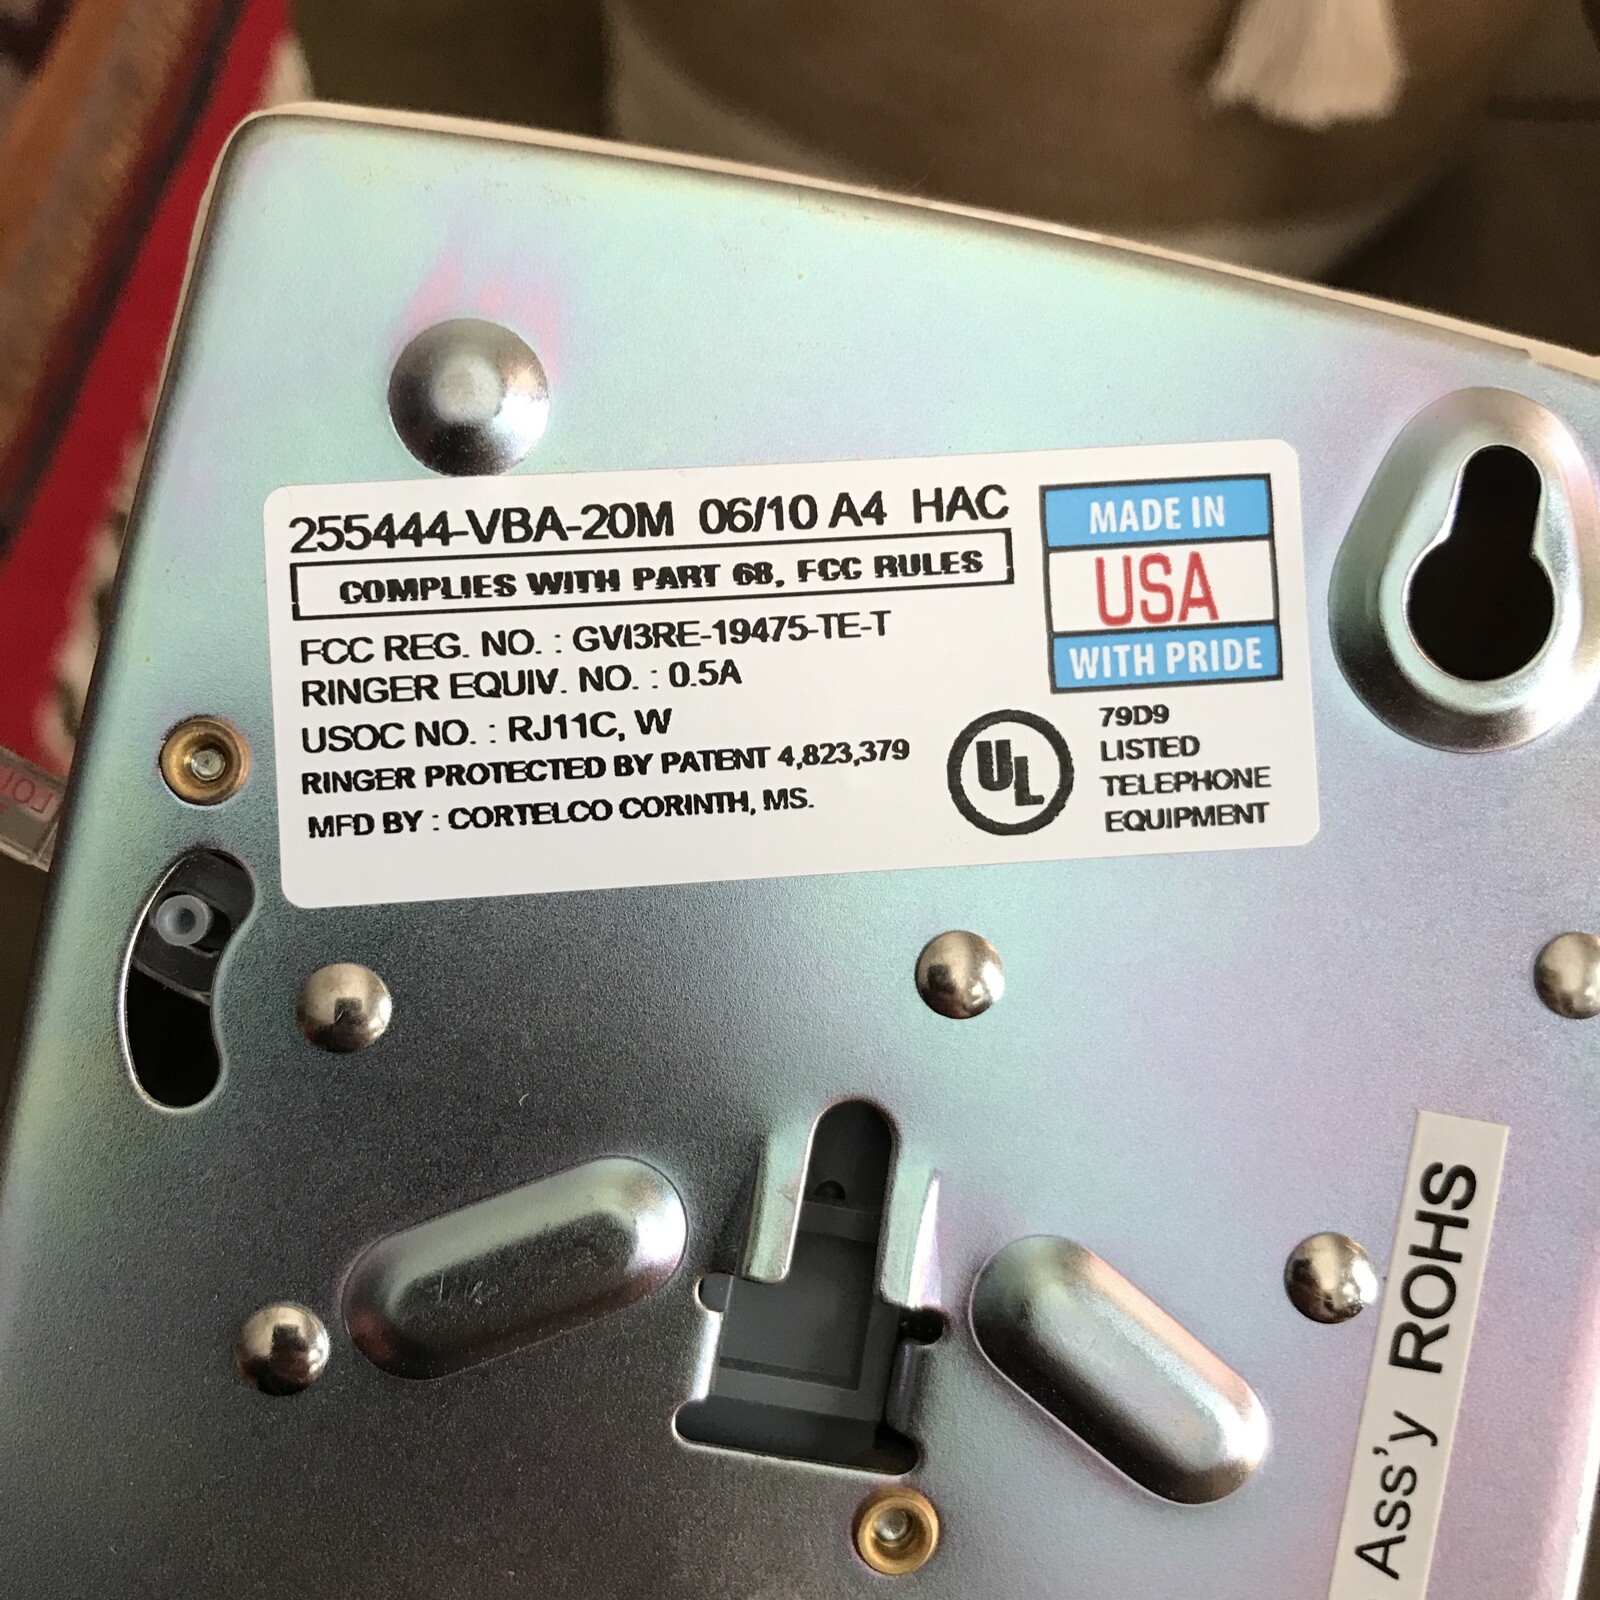 255444-VBA-20M 06/10 A4 HAC
COMPLIES WITH PART 68, FCC RULES
FCC REG. NO. : GVI3RE-19475-TE-T
RINGER EQUIV. NO. : 0.5A
USOC NO. : RJ11C, W
RINGER PROTECTED BY PATENT 4,823,379
MFD BY : CORTELCO CORINTH, MS.
MADE IN
USA
WITH PRIDE
UL
79D9
LISTED
TELEPHONE
EQUIPMENT
Ass'y ROHS